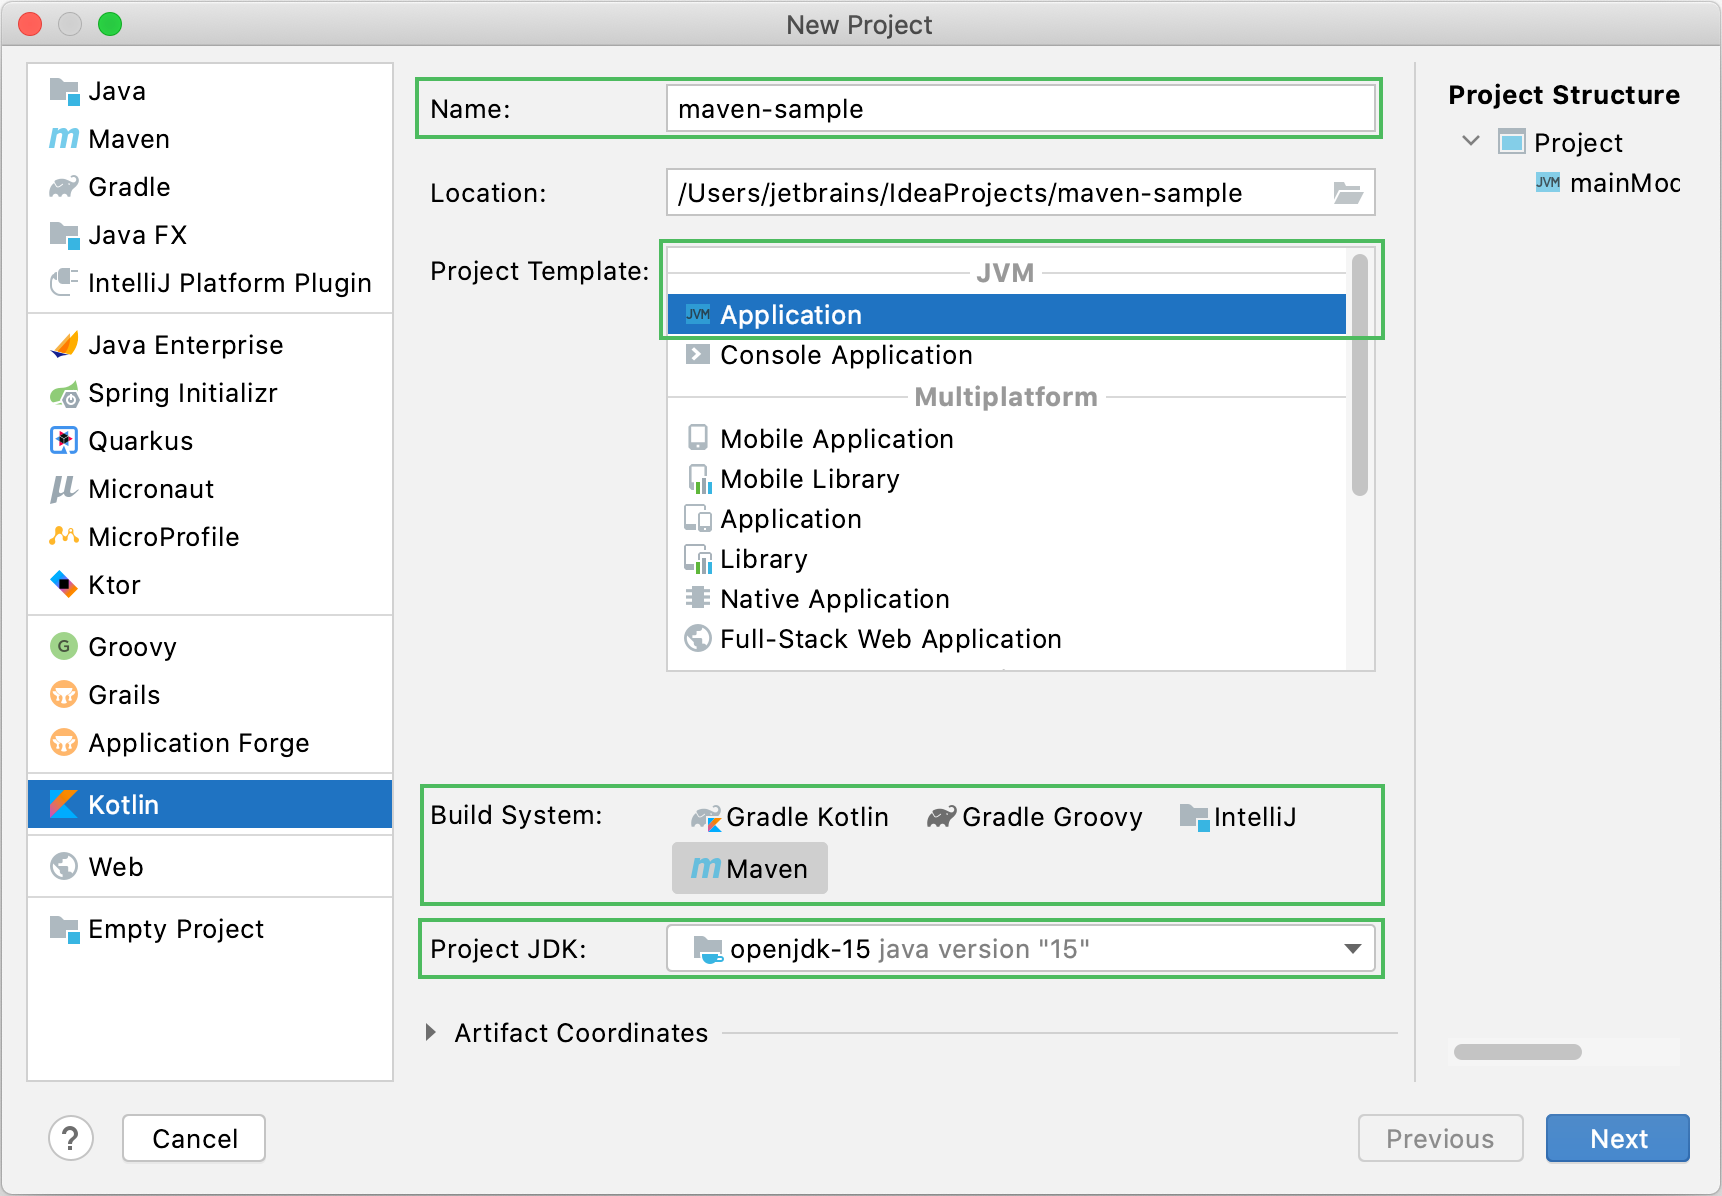 New Project
Java
Maven
Gradle
Java FX
IntelliJ Platform Plugin
Java Enterprise
Spring Initializr
Quarkus
Micronaut
MicroProfile
Ktor
G Groovy
Grails
Application Forge
Kotlin
Web
Empty Project
Name: maven-sample
Location: /Users/jetbrains/IdeaProjects/maven-sample
Project Template:
JVM
JVM Application
Console Application
Multiplatform
Mobile Application
Mobile Library
Application
Library
Native Application
Full-Stack Web Application
Build System: Gradle Kotlin Gradle Groovy IntelliJ
m Maven
Project JDK: openjdk-15 java version "15"
Artifact Coordinates
Project Structure
Project
JVM mainMod
? Cancel Previous Next